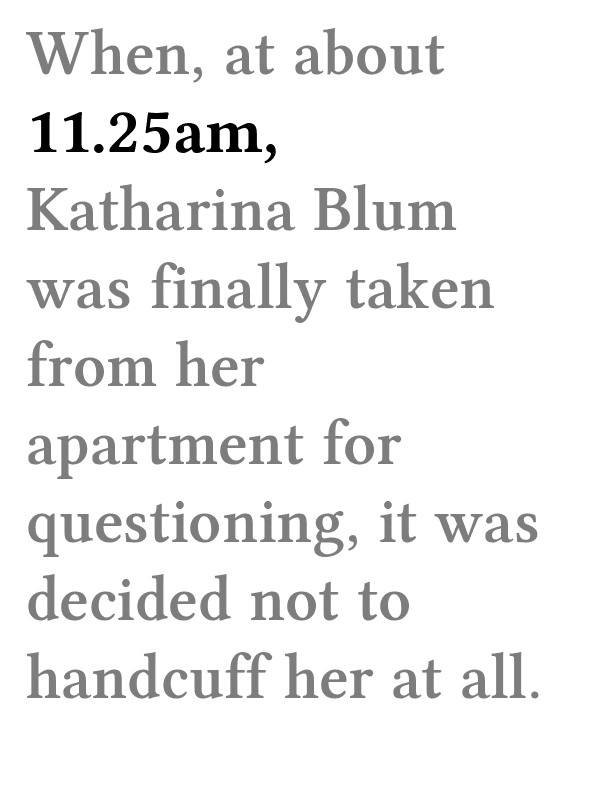 When, at about
11.25am,
Katharina Blum
was finally taken
from her
apartment for
questioning, it was
decided not to
handcuff her at all.